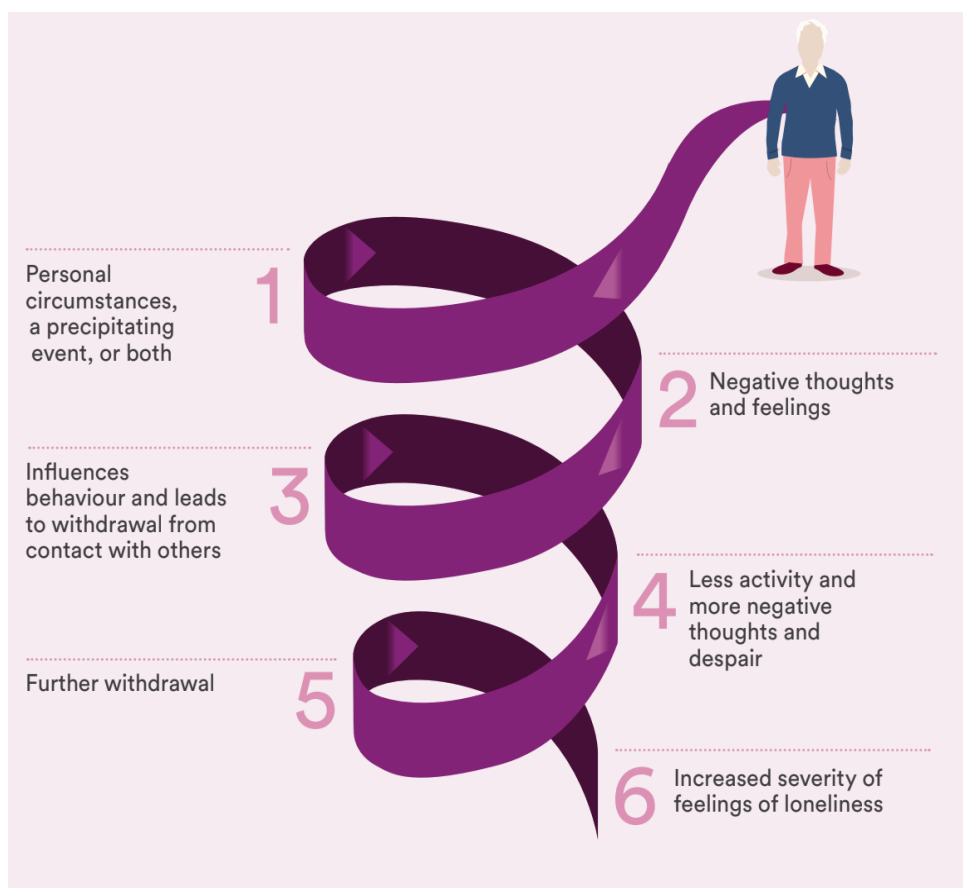 1
Personal
circumstances,
a precipitating
event, or both
2
Negative thoughts
and feelings
3
Influences
behaviour and leads
to withdrawal from
contact with others
4
Less activity and
more negative
thoughts and
despair
5
Further withdrawal
6
Increased severity of
feelings of loneliness